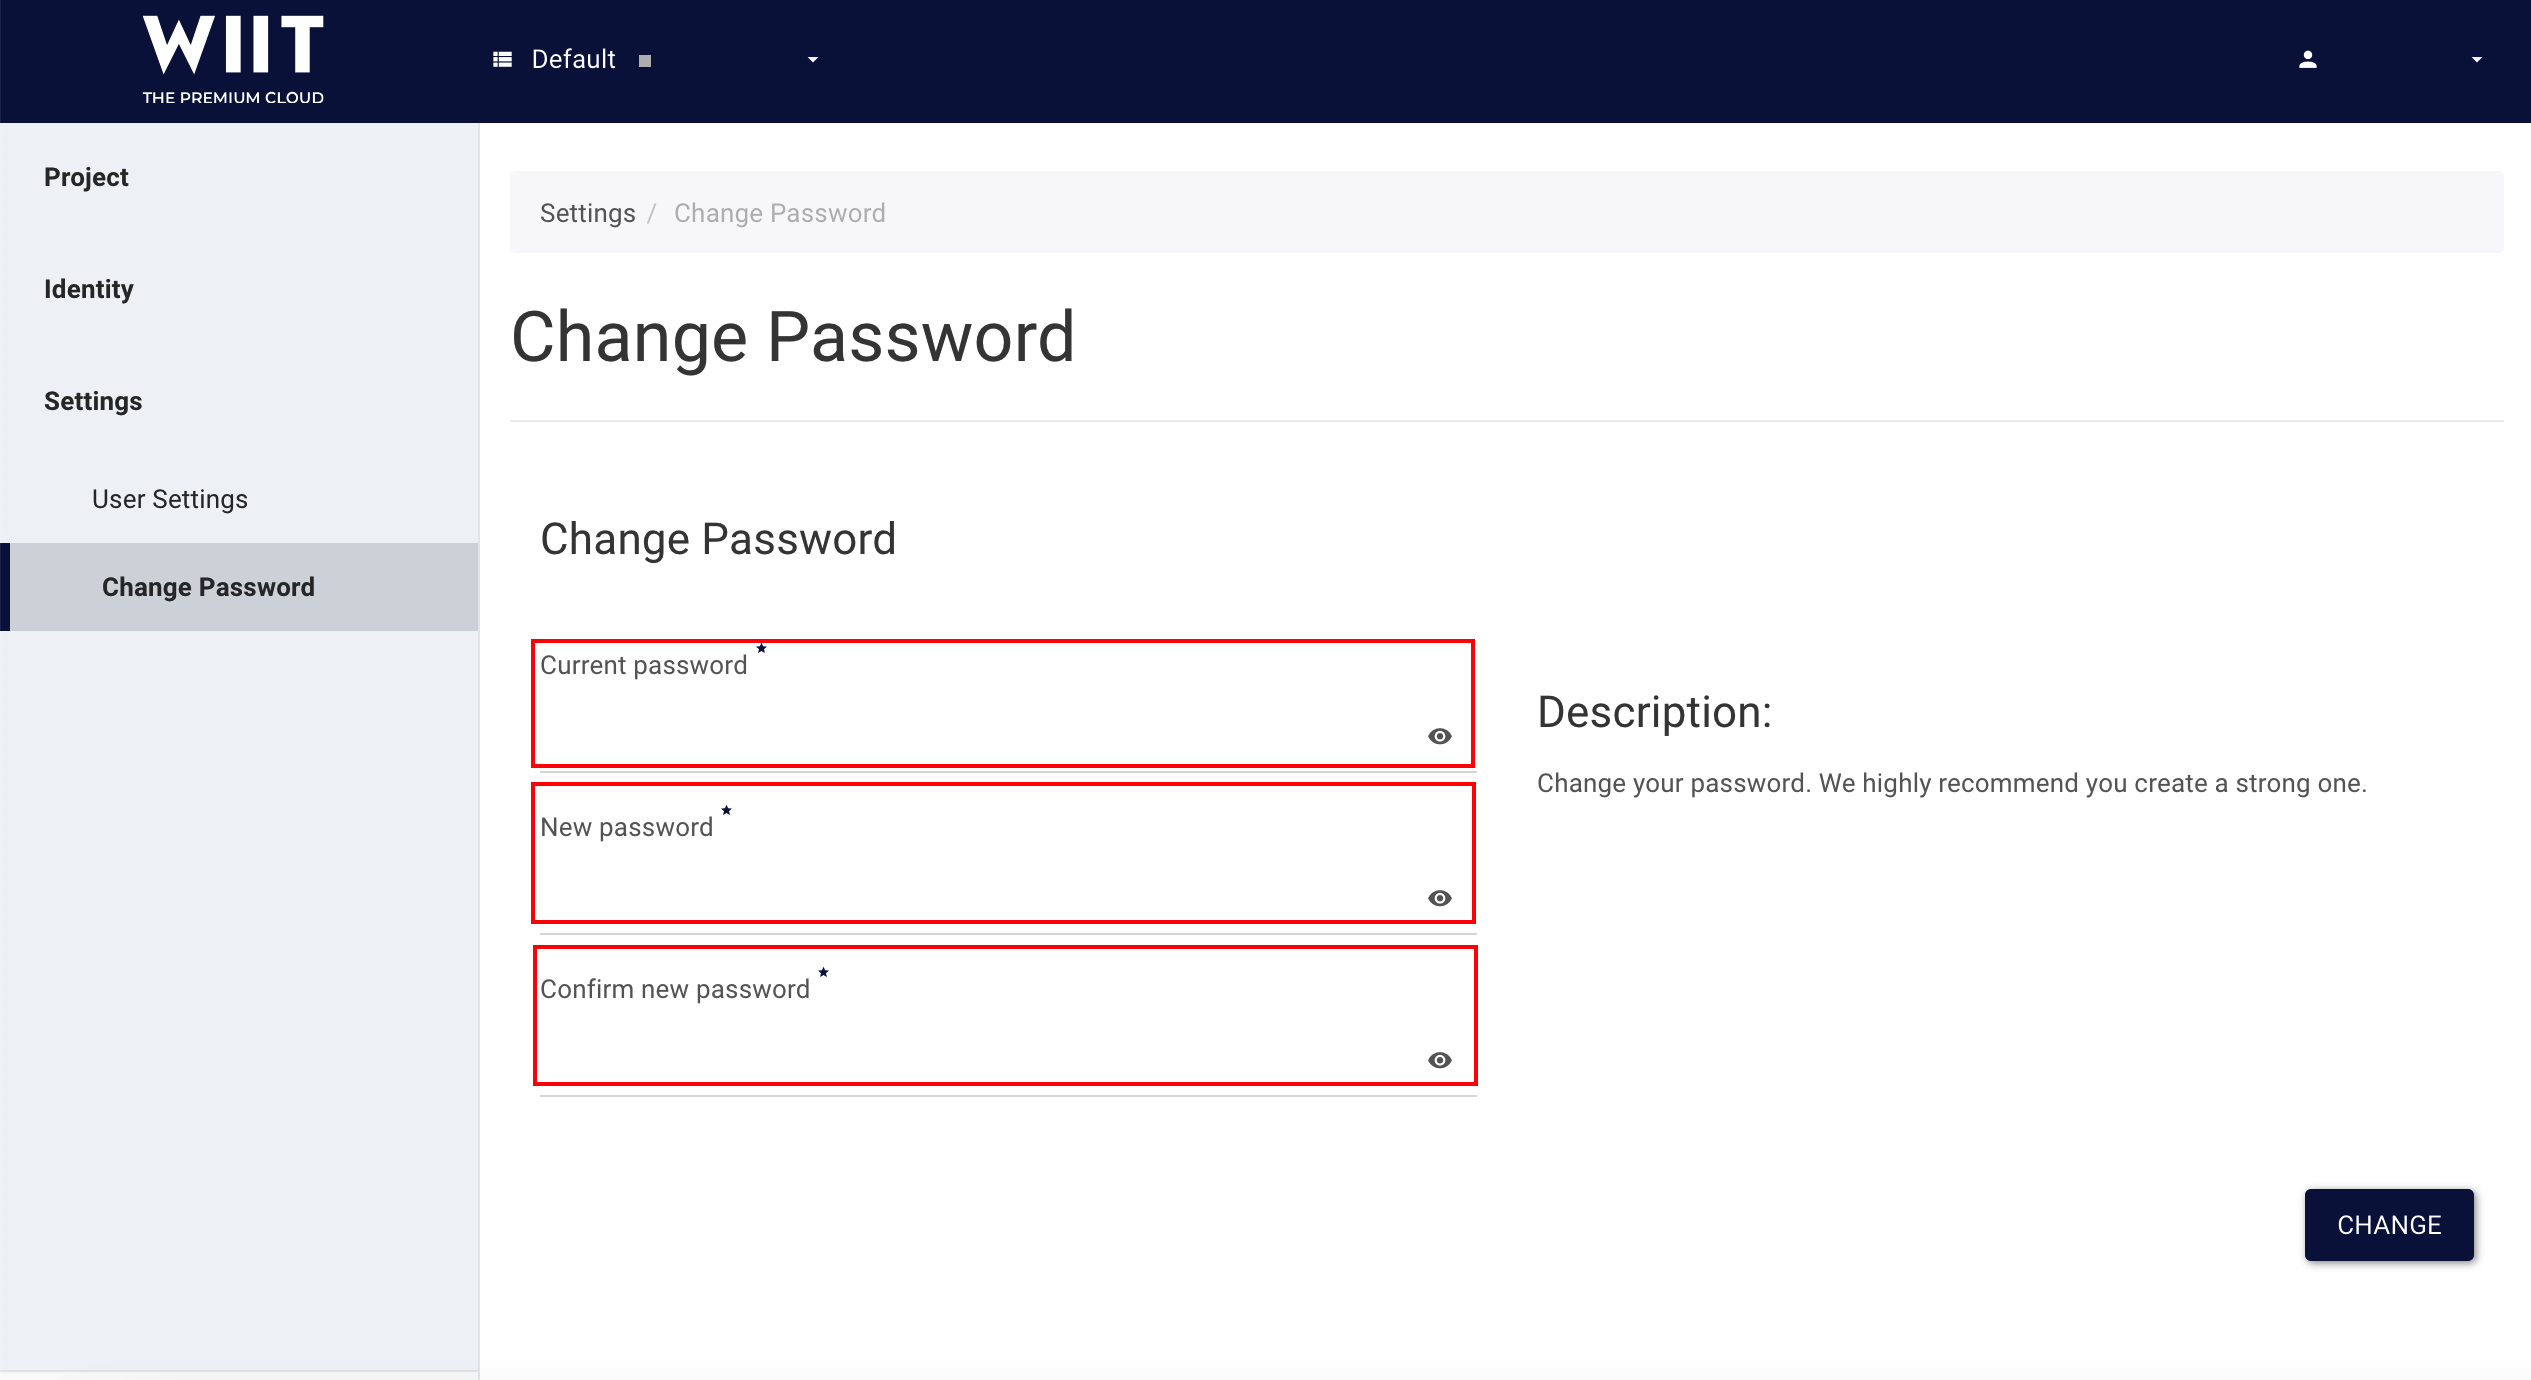 WIIT
THE PREMIUM CLOUD
Default
Project
Identity
Settings
User Settings
Change Password
Settings / Change Password
Change Password
Change Password
Current password *
New password *
Confirm new password *
Description:
Change your password. We highly recommend you create a strong one.
CHANGE